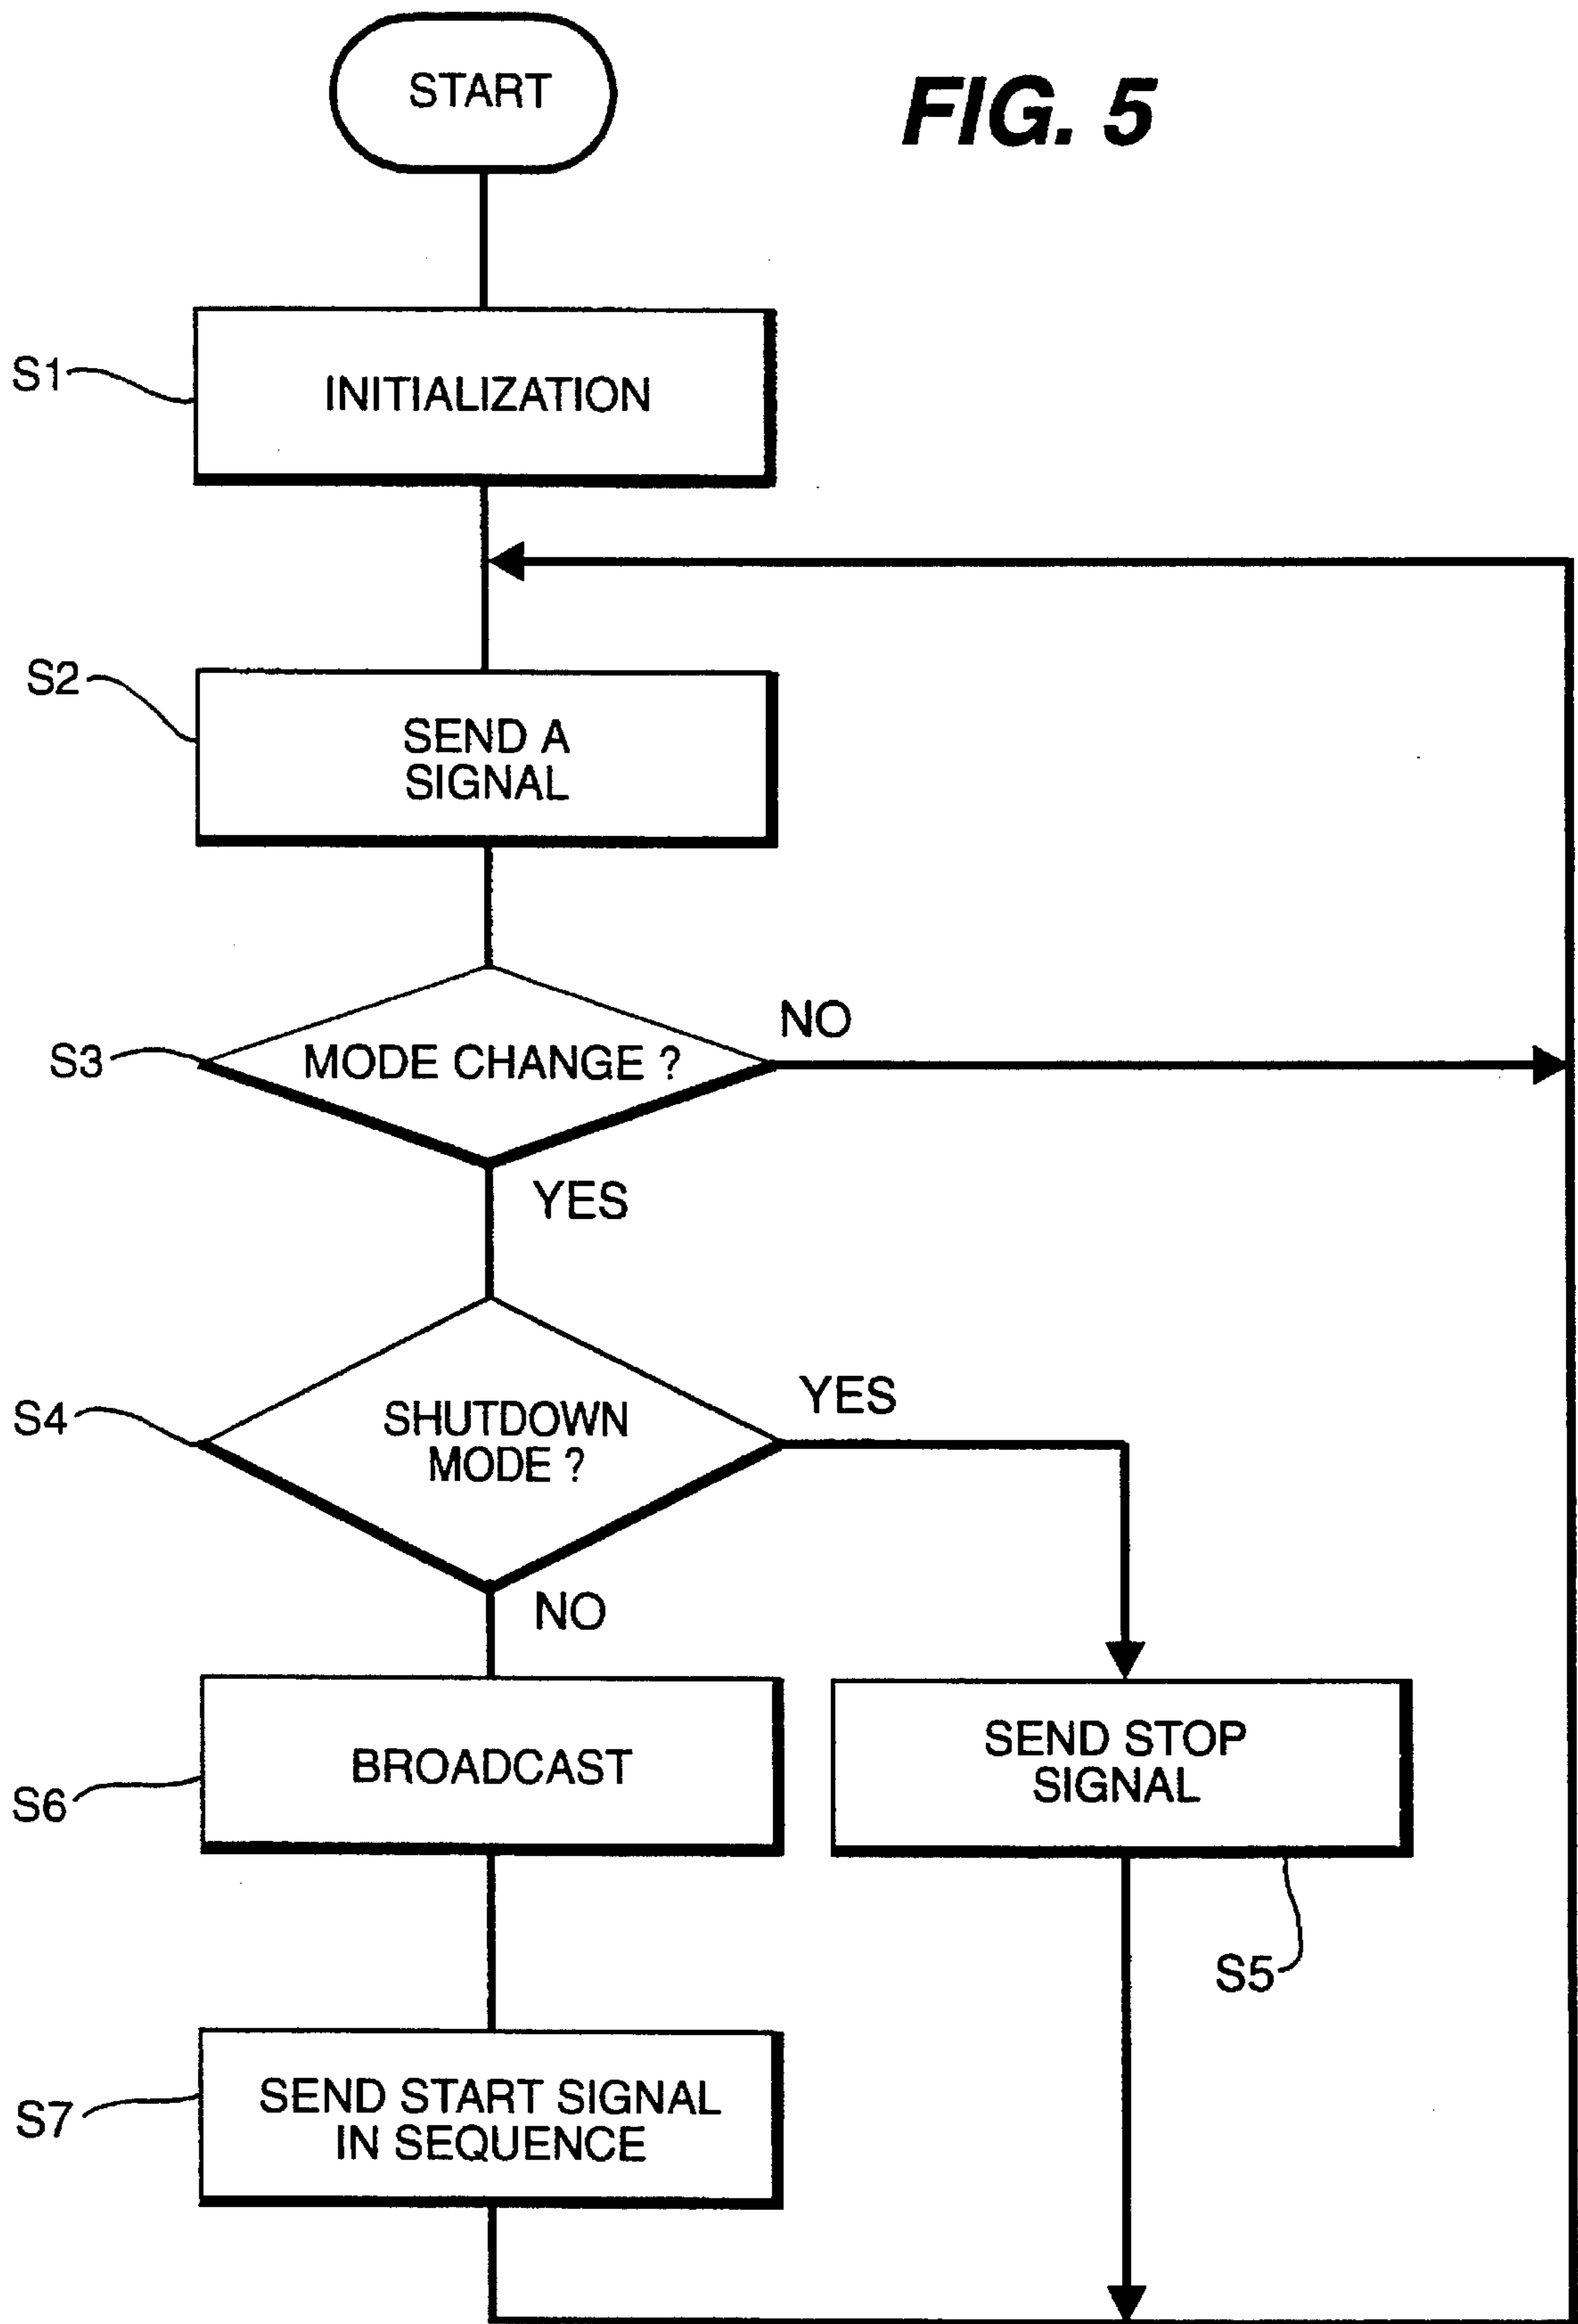 START
FIG. 5
S1
INITIALIZATION
S2
SEND A
SIGNAL
S3
MODE CHANGE ?
NO
YES
S4
SHUTDOWN
MODE ?
YES
NO
S6
BROADCAST
SEND STOP
SIGNAL
S5
S7
SEND START SIGNAL
IN SEQUENCE